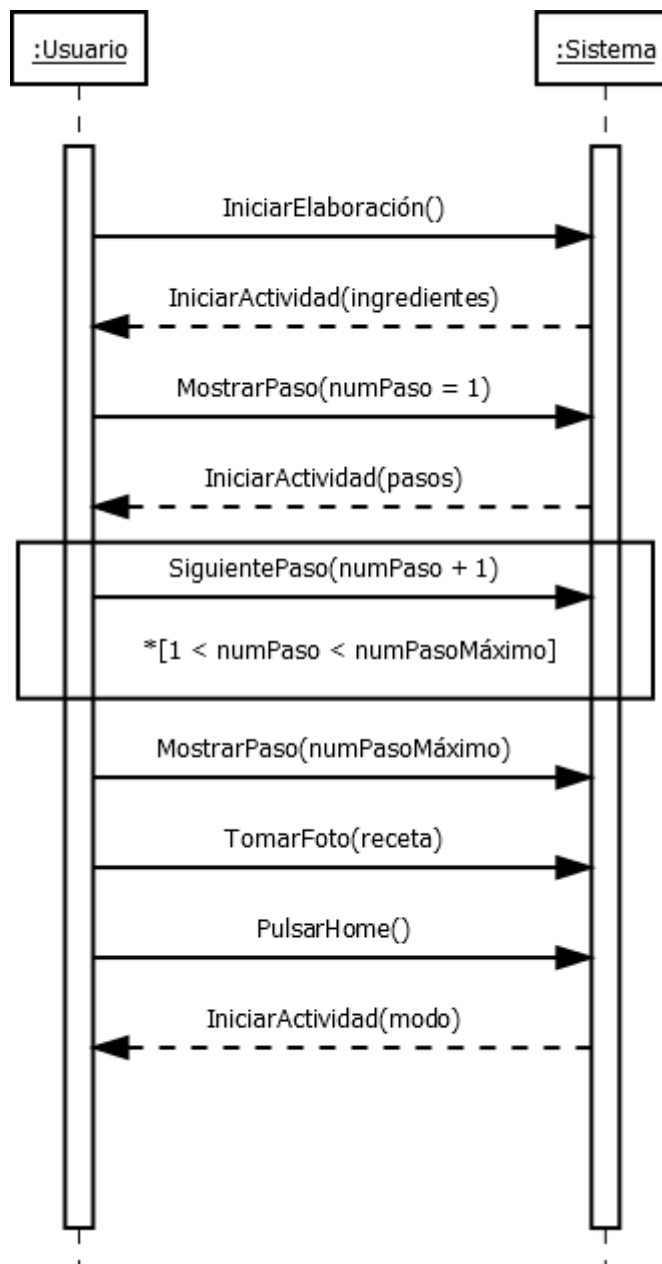 :Usuario
:Sistema
IniciarElaboración()
IniciarActividad(ingredientes)
MostrarPaso(numPaso = 1)
IniciarActividad(pasos)
SiguientePaso(numPaso + 1)
*[1 < numPaso < numPasoMáximo]
MostrarPaso(numPasoMáximo)
TomarFoto(receta)
PulsarHome()
IniciarActividad(modo)